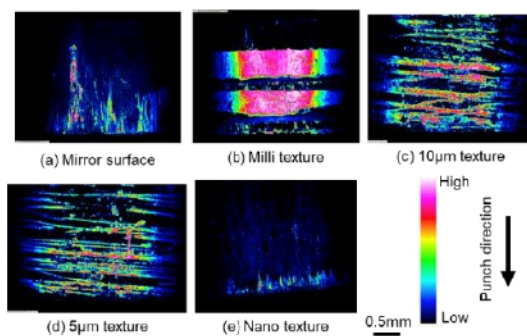 (a) Mirror surface
(b) Milli texture
(c) 10μm texture
(d) 5μm texture
(e) Nano texture
High
Low
Punch direction
0.5mm